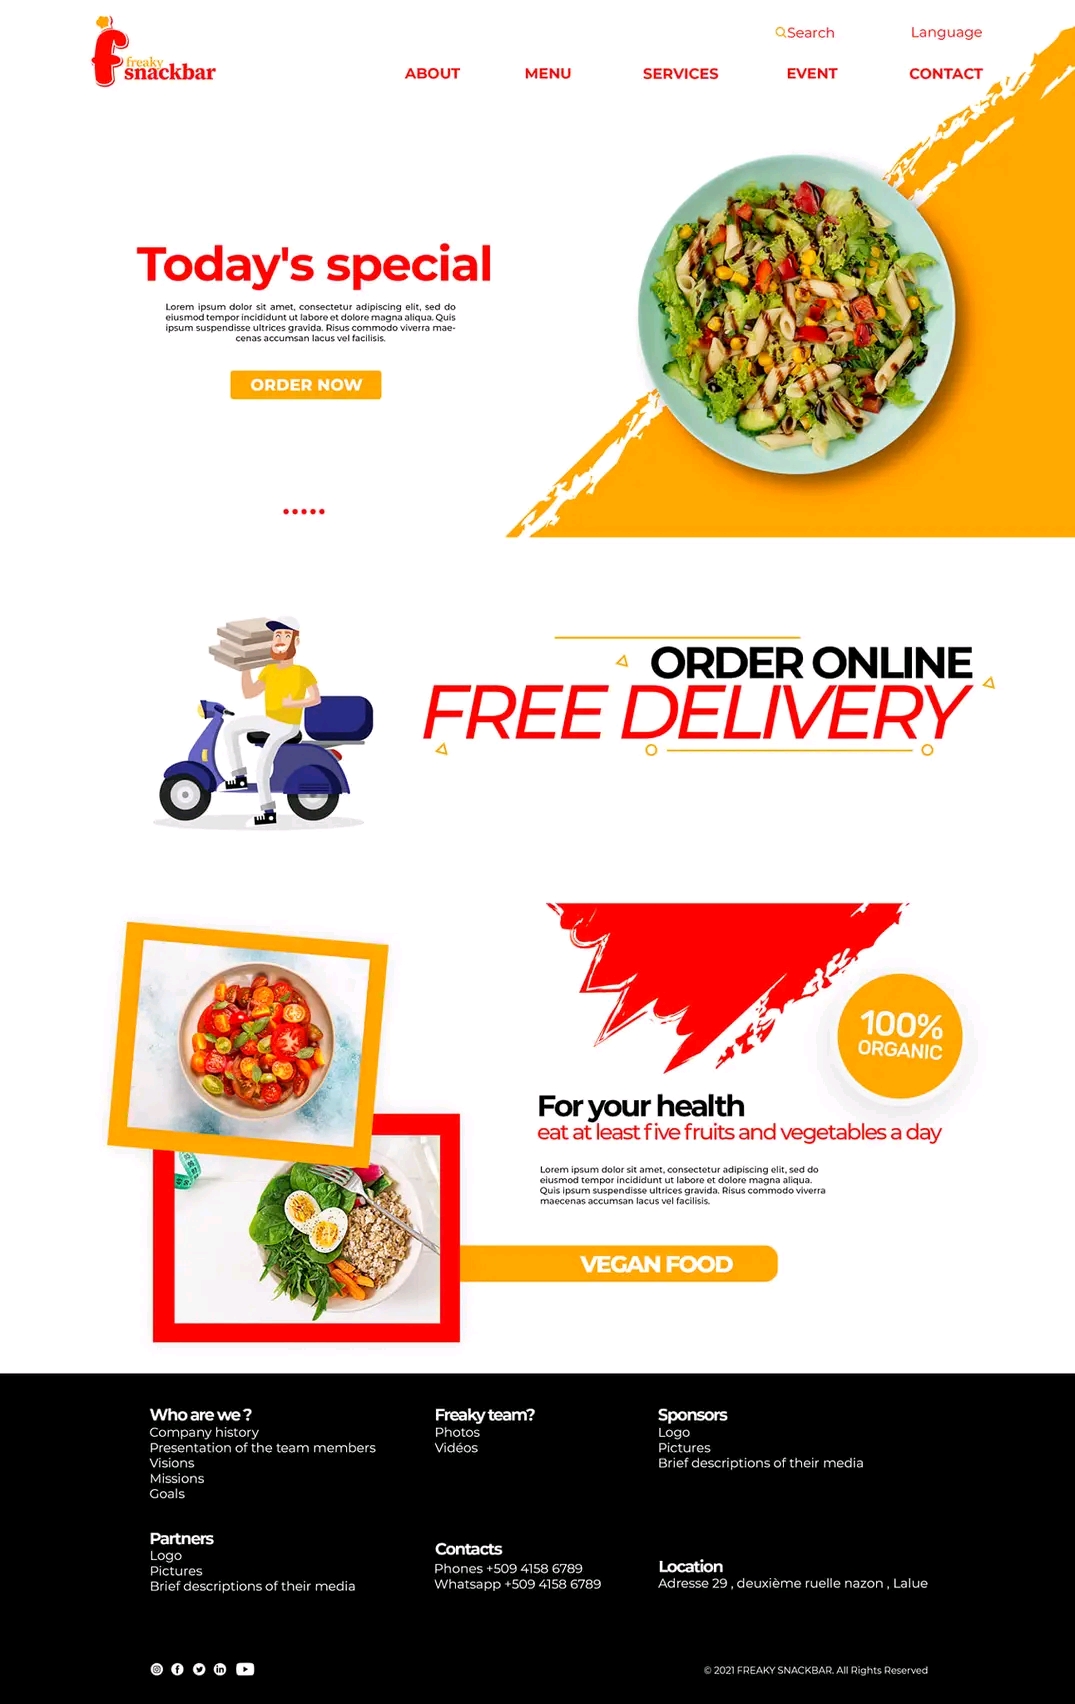 freaky
snackbar
Search
Language
ABOUT
MENU
SERVICES
EVENT
CONTACT
Today's special
Lorem ipsum dolor sit amet, consectetur adipiscing elit, sed do
eiusmod tempor incididunt ut labore et dolore magna aliqua. Quis
ipsum suspendisse ultrices gravida. Risus commodo viverra mae-
cenas accumsan lacus vel facilisis.
ORDER NOW
ORDER ONLINE
FREE DELIVERY
100%
ORGANIC
For your health
eat at least five fruits and vegetables a day
Lorem ipsum dolor sit amet, consectetur adipiscing elit, sed do
eiusmod tempor incididunt ut labore et dolore magna aliqua.
Quis ipsum suspendisse ultrices gravida. Risus commodo viverra
maecenas accumsan lacus vel facilisis.
VEGAN FOOD
Who are we ?
Company history
Presentation of the team members
Visions
Missions
Goals
Freaky team?
Photos
Vidéos
Sponsors
Logo
Pictures
Brief descriptions of their media
Partners
Logo
Pictures
Brief descriptions of their media
Contacts
Phones +509 4158 6789
Whatsapp +509 4158 6789
Location
Adresse 29 , deuxième ruelle nazon , Lalue
© 2021 FREAKY SNACKBAR. All Rights Reserved